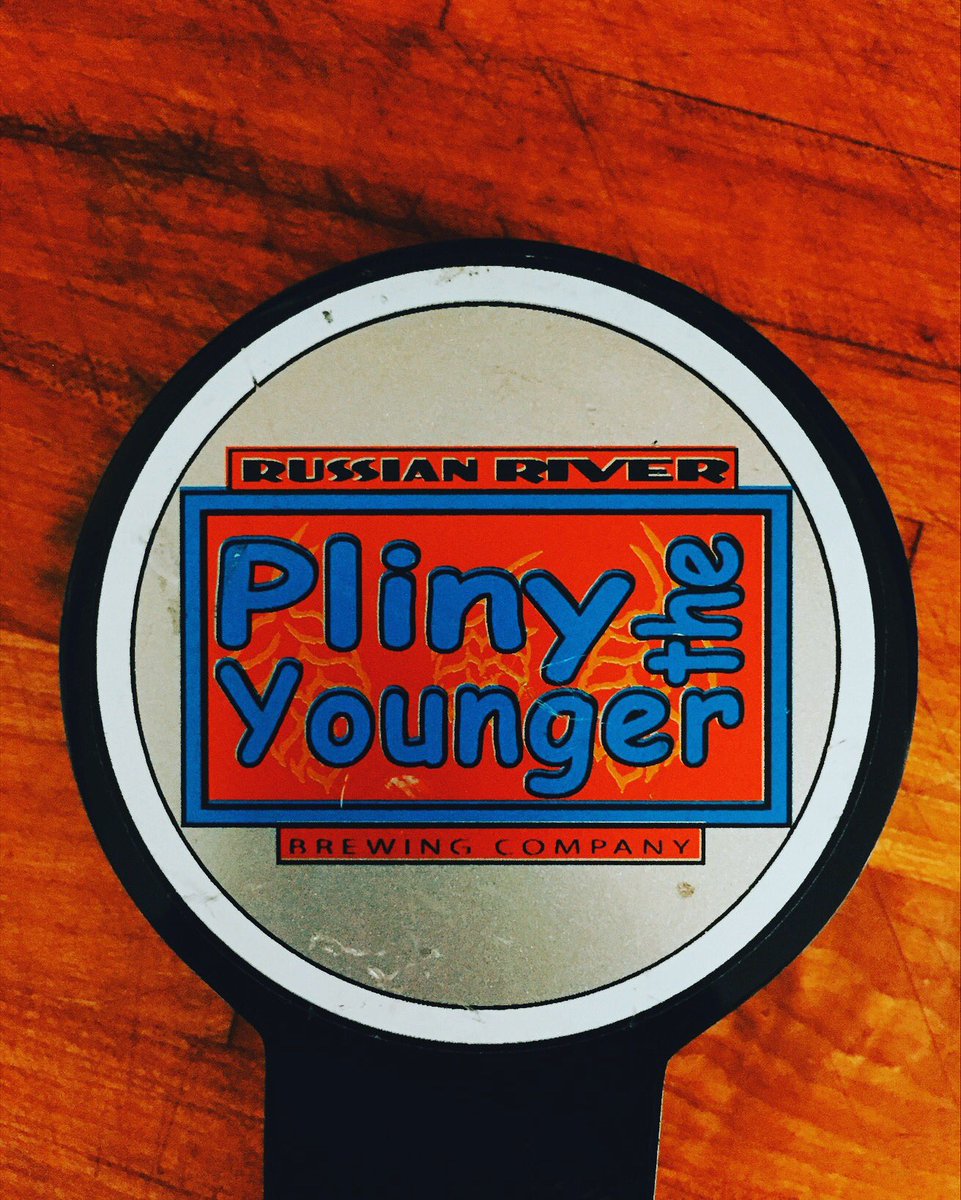 RUSSIAN RIVER
Pliny the
Younger
BREWING COMPANY